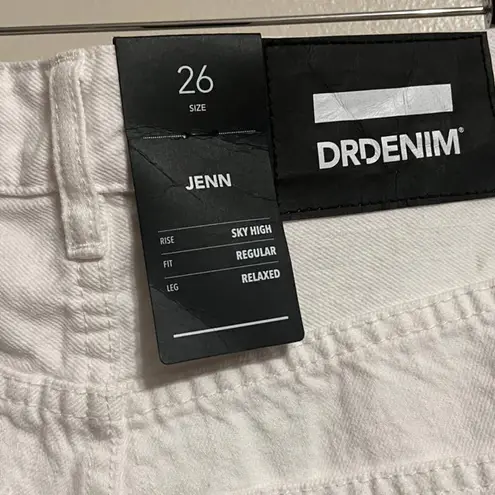 26
SIZE
JENN
RISE SKY HIGH
FIT REGULAR
LEG RELAXED
DRDENIM®